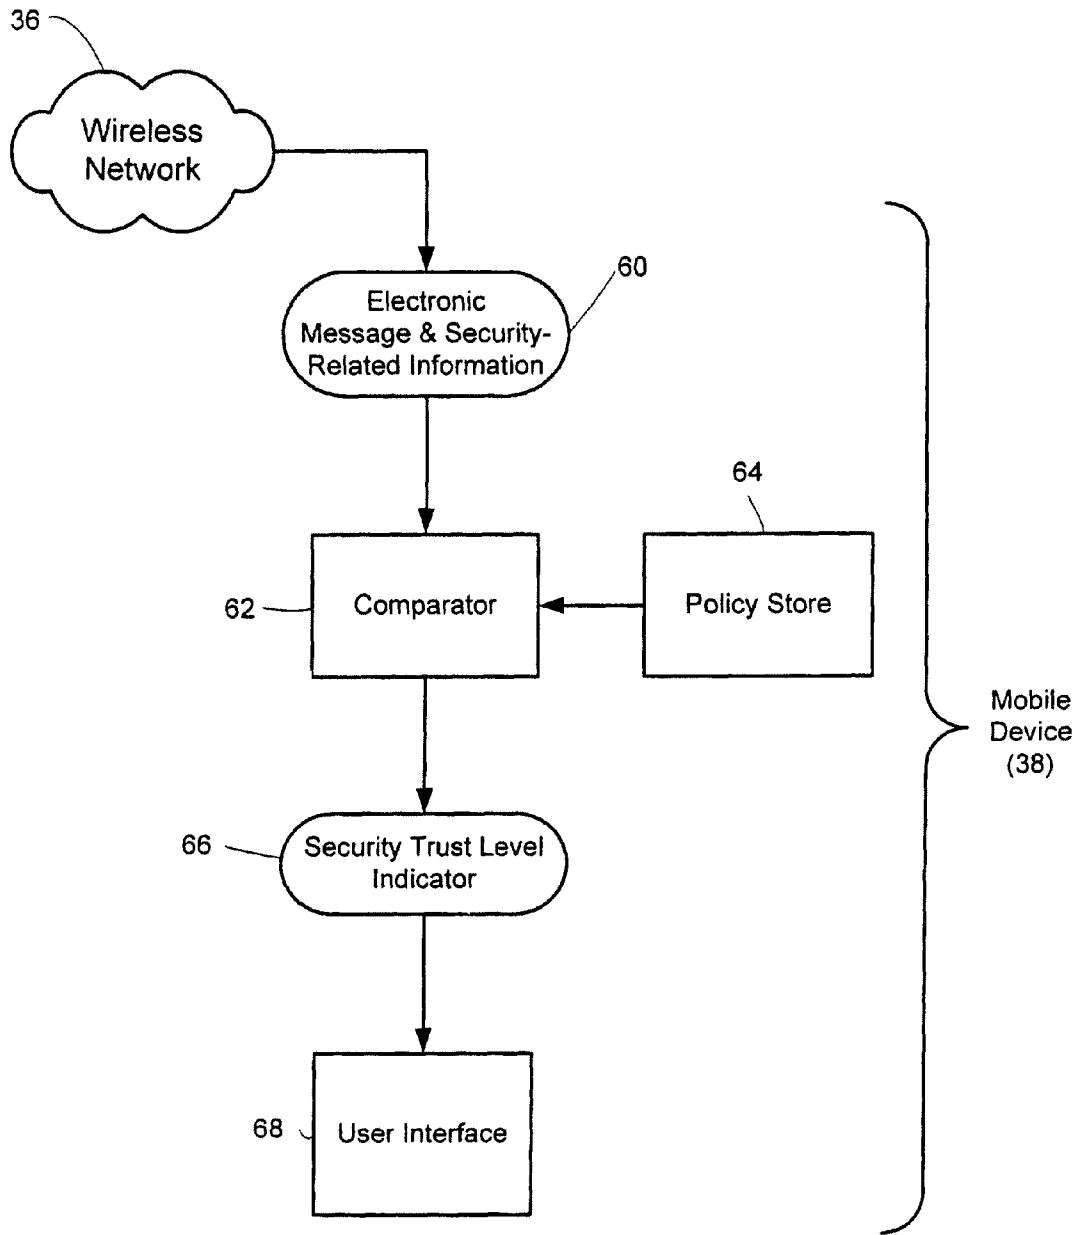 36
Wireless
Network
60
Electronic
Message & Security-
Related Information
64
62
Comparator
Policy Store
Mobile
Device
(38)
66
Security Trust Level
Indicator
68
User Interface